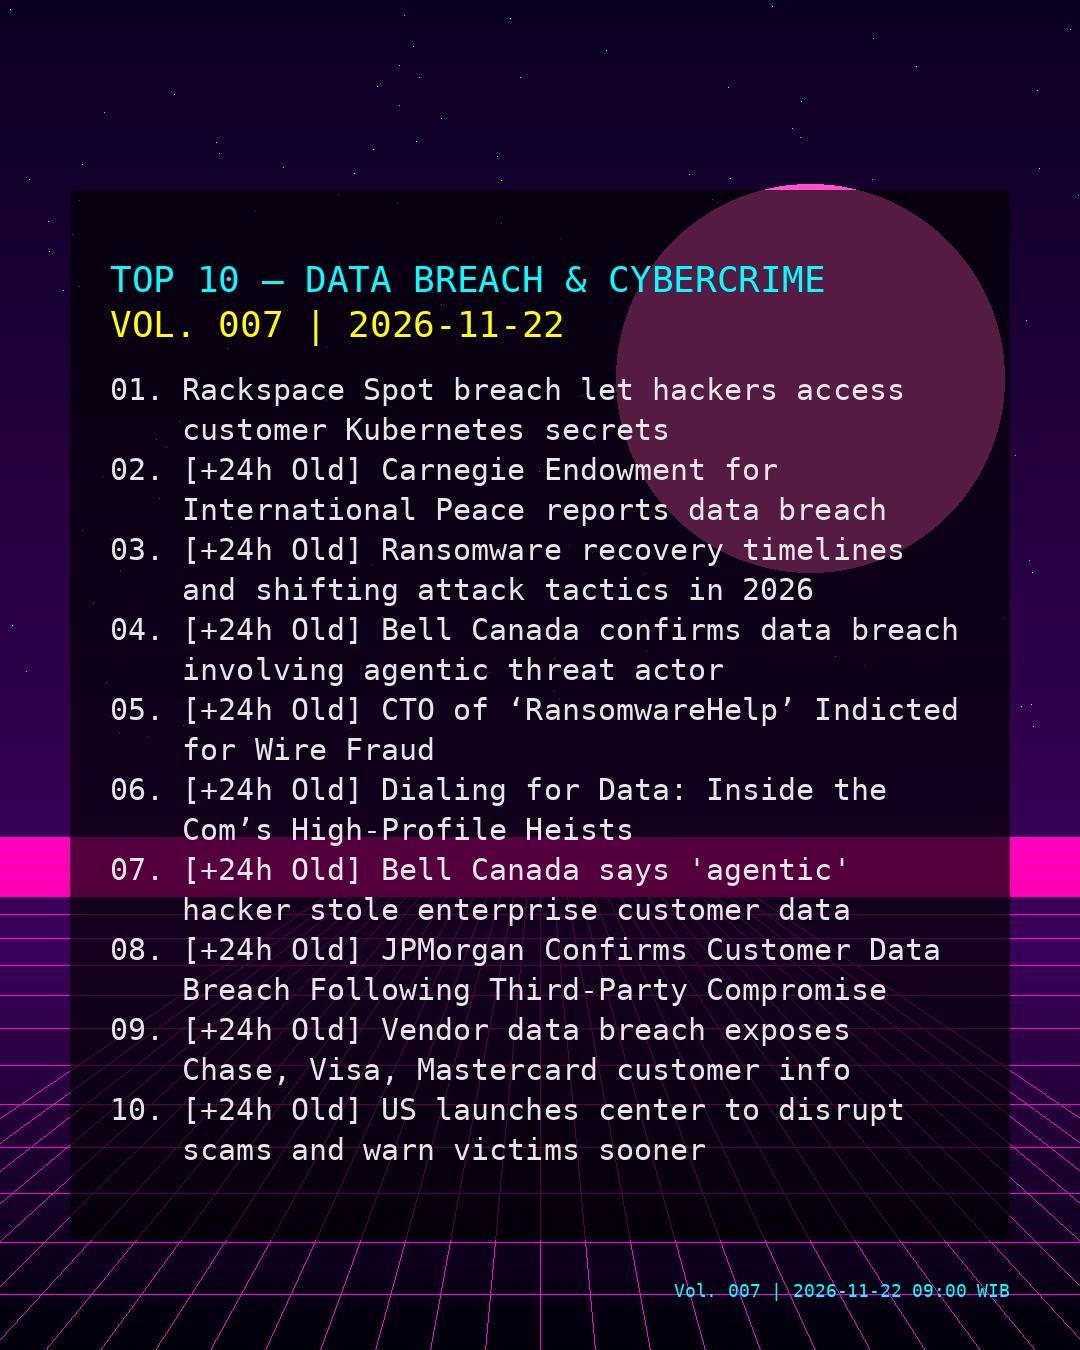 TOP 10 — DATA BREACH & CYBERCRIME
VOL. 007 | 2026-11-22
01. Rackspace Spot breach let hackers access
customer Kubernetes secrets
02. [+24h Old] Carnegie Endowment for
International Peace reports data breach
03. [+24h Old] Ransomware recovery timelines
and shifting attack tactics in 2026
04. [+24h Old] Bell Canada confirms data breach
involving agentic threat actor
05. [+24h Old] CTO of ‘RansomwareHelp’ Indicted
for Wire Fraud
06. [+24h Old] Dialing for Data: Inside the
Com’s High-Profile Heists
07. [+24h Old] Bell Canada says 'agentic'
hacker stole enterprise customer data
08. [+24h Old] JPMorgan Confirms Customer Data
Breach Following Third-Party Compromise
09. [+24h Old] Vendor data breach exposes
Chase, Visa, Mastercard customer info
10. [+24h Old] US launches center to disrupt
scams and warn victims sooner
Vol. 007 | 2026-11-22 09:00 WIB